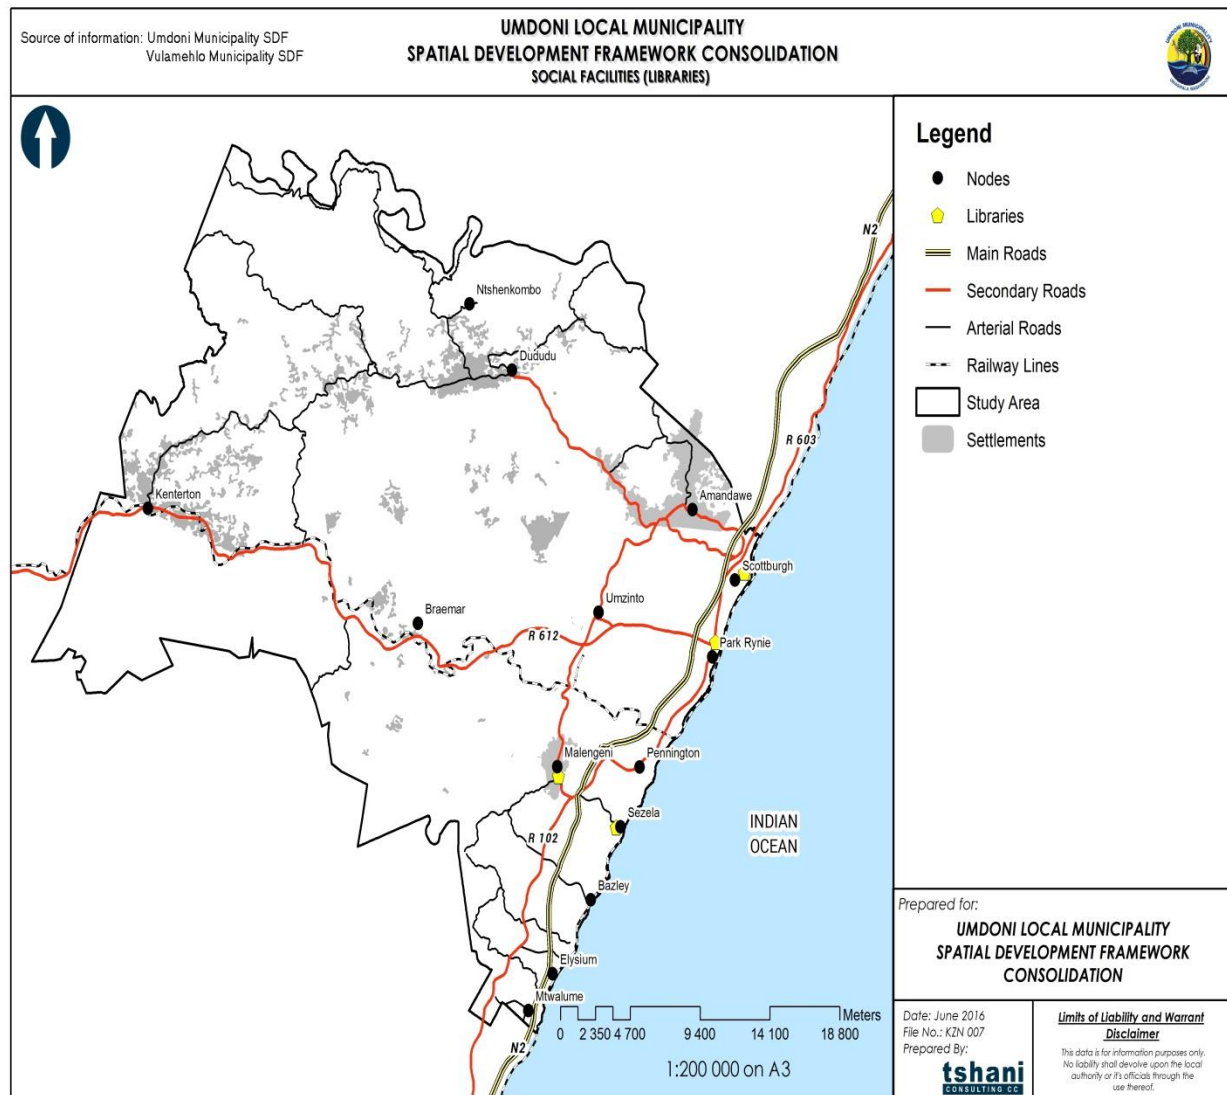 Source of information: Umdoni Municipality SDF
Vulamehlo Municipality SDF
UMDONI LOCAL MUNICIPALITY
SPATIAL DEVELOPMENT FRAMEWORK CONSOLIDATION
SOCIAL FACILITIES (LIBRARIES)
UMDONI MUNICIPALITY
Legend
Nodes
Libraries
Main Roads
Secondary Roads
Arterial Roads
Railway Lines
Study Area
Settlements
N2
Ntshenkombo
Dududu
R 603
Kenterton
Amandawe
Scottburgh
Umzinto
Braemar
R 612
Park Rynie
Malengeni
Pennington
Sezela
R 102
INDIAN
OCEAN
Bazley
Elysium
Mtwalume
N2
Meters
0 2 350 4 700 9 400 14 100 18 800
1:200 000 on A3
Prepared for:
UMDONI LOCAL MUNICIPALITY
SPATIAL DEVELOPMENT FRAMEWORK
CONSOLIDATION
Date: June 2016
File No.: KZN 007
Prepared By:
tshani
CONSULTING CC
Limits of Liability and Warrant
Disclaimer
This data is for information purposes only.
No liability shall devolve upon the local
authority or it's officials through the
use thereof.